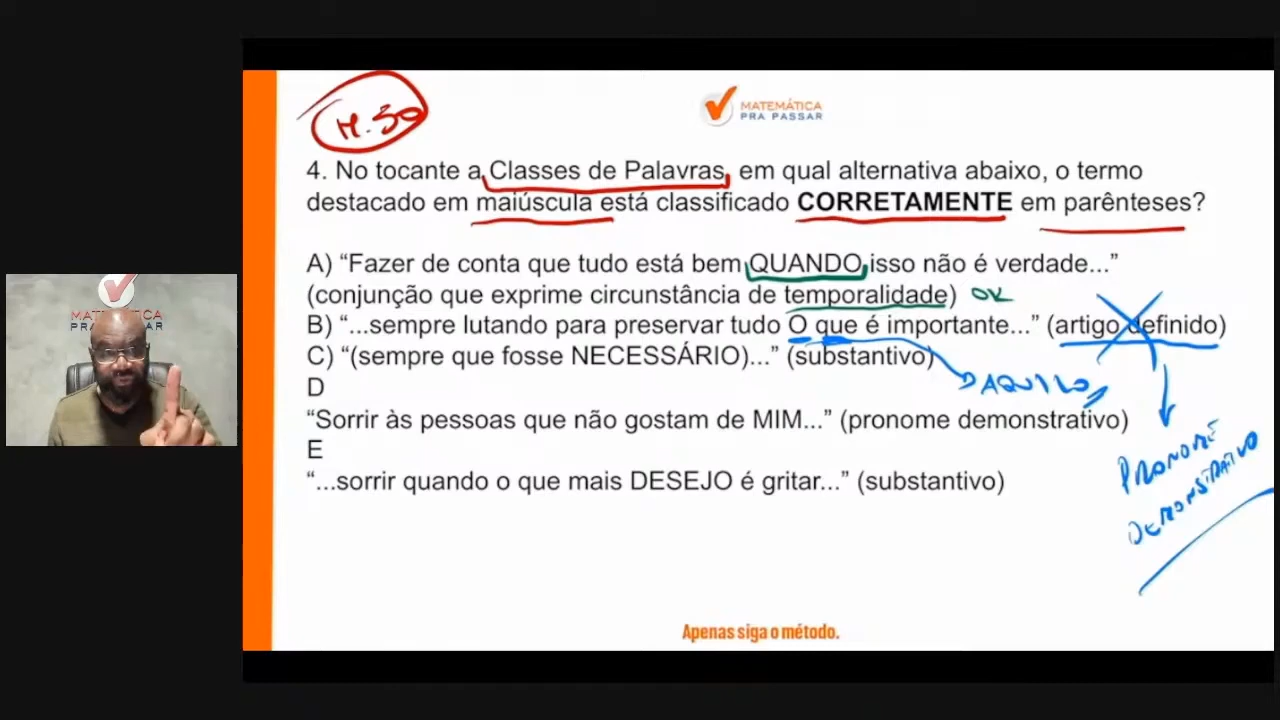 M.30
MATEMÁTICA
PRA PASSAR
4. No tocante a Classes de Palavras, em qual alternativa abaixo, o termo
destacado em maiúscula está classificado CORRETAMENTE em parênteses?
A) “Fazer de conta que tudo está bem QUANDO isso não é verdade...”
(conjunção que exprime circunstância de temporalidade) OK
B) “...sempre lutando para preservar tudo O que é importante...” (artigo definido)
C) “(sempre que fosse NECESSÁRIO)...” (substantivo)
AQUILO
D
“Sorrir às pessoas que não gostam de MIM...” (pronome demonstrativo)
E
“...sorrir quando o que mais DESEJO é gritar...” (substantivo)
PRONOME
DEMONSTRATIVO
Apenas siga o método.
MATEMÁTICA
PRA PASSAR